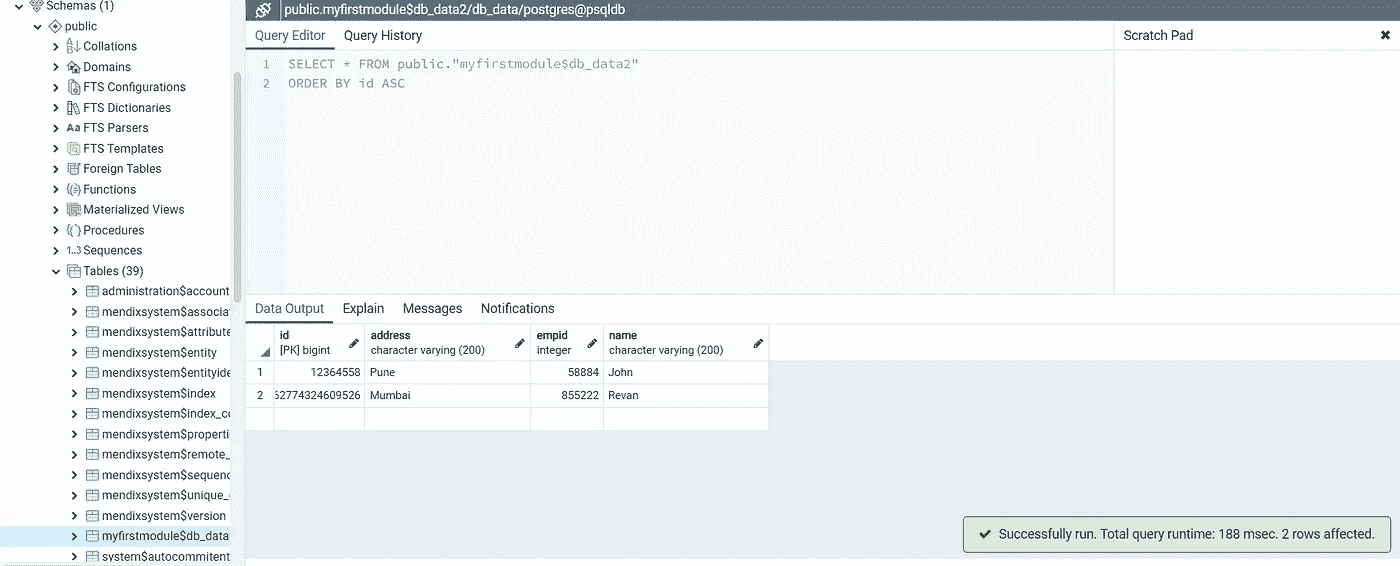 Schemas (1)
public
Collations
Domains
FTS Configurations
FTS Dictionaries
Aa FTS Parsers
FTS Templates
Foreign Tables
Functions
Materialized Views
Procedures
1..3 Sequences
Tables (39)
administration$account
mendixsystem$associa
mendixsystem$attribute
mendixsystem$entity
mendixsystem$entityide
mendixsystem$index
mendixsystem$index_co
mendixsystem$properti
mendixsystem$remote_
mendixsystem$sequenc
mendixsystem$unique_
mendixsystem$version
myfirstmodule$db_data
system$autocommitent
public.myfirstmodule$db_data2/db_data/postgres@psqldb
Query Editor Query History
Scratch Pad
1 SELECT * FROM public."myfirstmodule$db_data2"
2 ORDER BY id ASC
Data Output Explain Messages Notifications
id address empid name
[PK] bigint character varying (200) integer character varying (200)
1 12364558 Pune 58884 John
2 62774324609526 Mumbai 855222 Revan
Successfully run. Total query runtime: 188 msec. 2 rows affected.